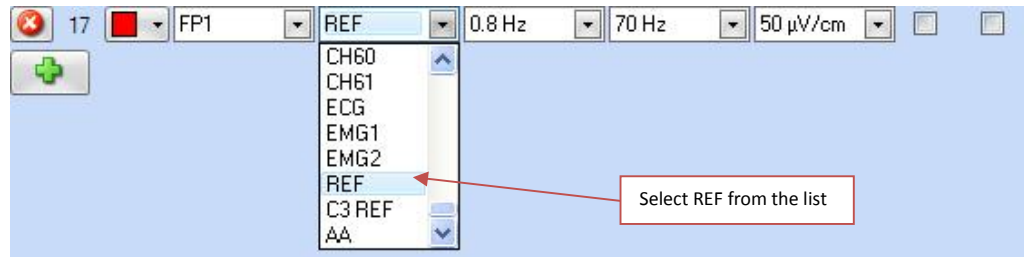 17 FP1 REF 0.8 Hz 70 Hz 50 µV/cm
CH60
CH61
ECG
EMG1
EMG2
REF
C3 REF
AA
Select REF from the list